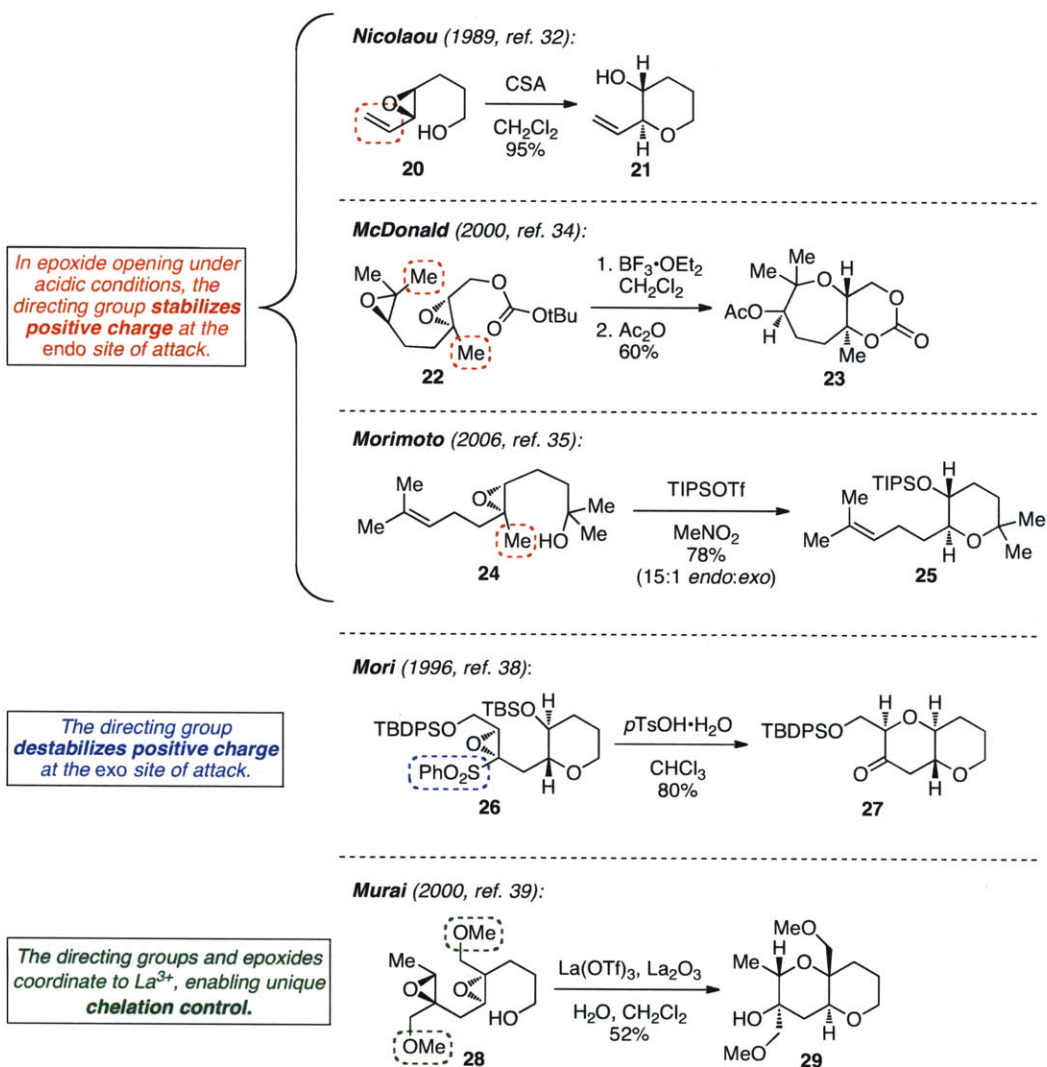 Nicolaou (1989, ref. 32):
H
HO
O
HO
CSA
CH2Cl2
95%
O
H
20
21
McDonald (2000, ref. 34):
Me
Me
O
O
O
O
OtBu
Me
22
1. BF3•OEt2
CH2Cl2
2. Ac2O
60%
Me
Me
O
H
O
AcO
H
Me
O
O
23
In epoxide opening under
acidic conditions, the
directing group stabilizes
positive charge at the
endo site of attack.
Morimoto (2006, ref. 35):
Me
Me
O
Me
HO
Me
Me
24
TIPSOTf
MeNO2
78%
(15:1 endo:exo)
H
TIPSO
Me
Me
H
O
Me
Me
25
Mori (1996, ref. 38):
TBDPSO
O
PhO2S
TBSO
H
H
O
26
pTsOH•H2O
CHCl3
80%
TBDPSO
H
O
H
O
H
H
O
27
The directing group
destabilizes positive charge
at the exo site of attack.
Murai (2000, ref. 39):
OMe
Me
O
O
HO
OMe
28
La(OTf)3, La2O3
H2O, CH2Cl2
52%
MeO
H
Me
O
HO
H
O
MeO
29
The directing groups and epoxides
coordinate to La3+, enabling unique
chelation control.